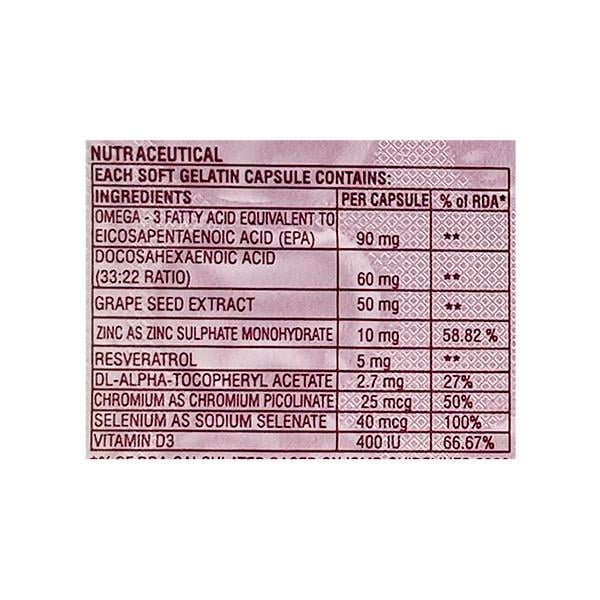 NUTRACEUTICAL
EACH SOFT GELATIN CAPSULE CONTAINS:
INGREDIENTS PER CAPSULE % of RDA*
OMEGA - 3 FATTY ACID EQUIVALENT TO
EICOSAPENTAENOIC ACID (EPA) 90 mg **
DOCOSAHEXAENOIC ACID
(33:22 RATIO) 60 mg **
GRAPE SEED EXTRACT 50 mg **
ZINC AS ZINC SULPHATE MONOHYDRATE 10 mg 58.82 %
RESVERATROL 5 mg **
DL-ALPHA-TOCOPHERYL ACETATE 2.7 mg 27%
CHROMIUM AS CHROMIUM PICOLINATE 25 mcg 50%
SELENIUM AS SODIUM SELENATE 40 mcg 100%
VITAMIN D3 400 IU 66.67%